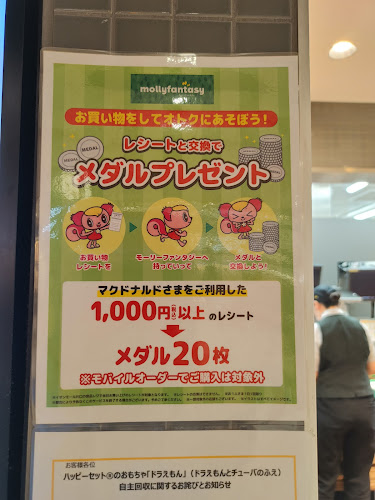 mollyfantasy
お買い物をしてオトクにあそぼう!
レシートと交換で
メダルプレゼント
MEDAL
お買い物
レシートを
モーリーファンタジーへ
持っていって
メダルと
交換しよう!
マクドナルドさまをご利用した
1,000円(税込)以上のレシート
メダル20枚
※モバイルオーダーでご購入は対象外
お客様各位
ハッピーセット®のおもちゃ「ドラえもん」(ドラえもんとチューバのふえ)
自主回収に関するお詫びとお知らせ